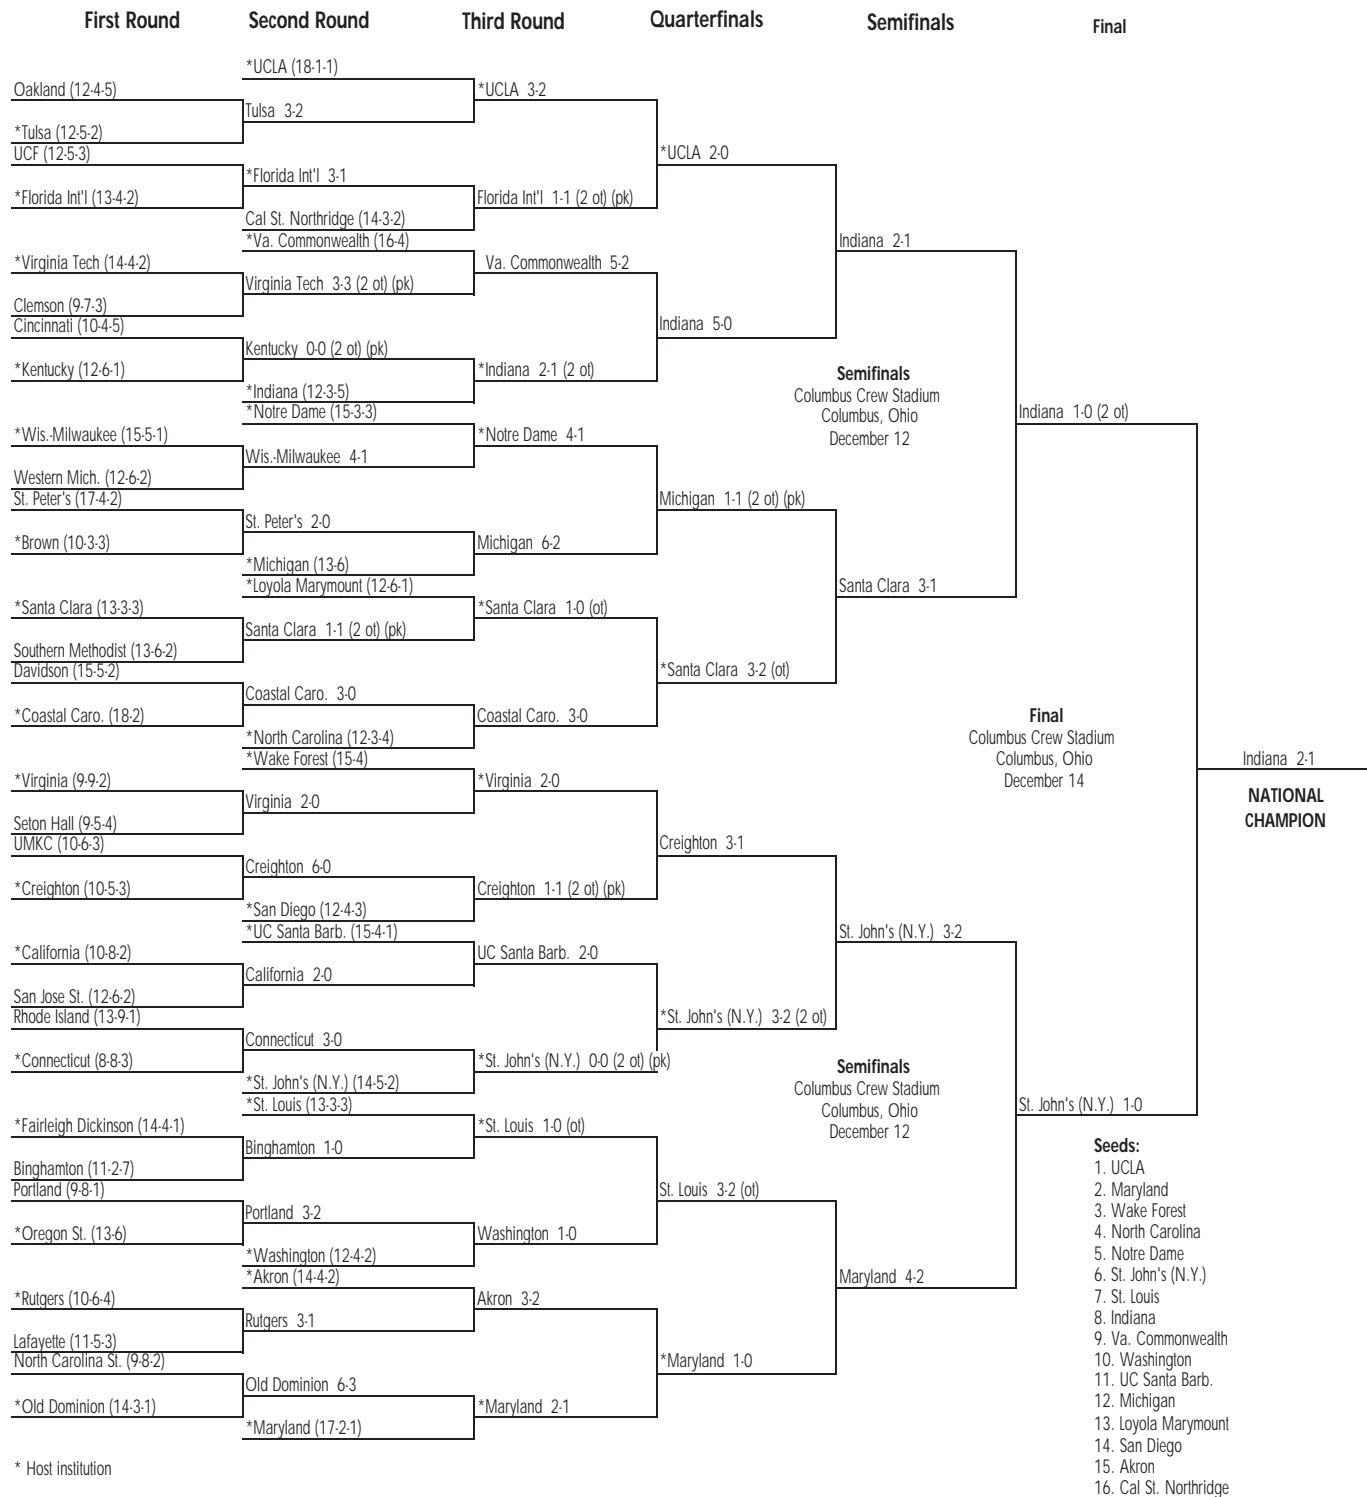 First Round
Second Round
Third Round
Quarterfinals
Semifinals
Final
*UCLA (18-1-1)
Oakland (12-4-5)
*UCLA 3-2
Tulsa 3-2
*Tulsa (12-5-2)
UCF (12-5-3)
*UCLA 2-0
*Florida Int'l 3-1
*Florida Int'l (13-4-2)
Florida Int'l 1-1 (2 ot) (pk)
Cal St. Northridge (14-3-2)
*Va. Commonwealth (16-4)
Indiana 2-1
*Virginia Tech (14-4-2)
Va. Commonwealth 5-2
Virginia Tech 3-3 (2 ot) (pk)
Clemson (9-7-3)
Cincinnati (10-4-5)
Indiana 5-0
Kentucky 0-0 (2 ot) (pk)
*Kentucky (12-6-1)
*Indiana 2-1 (2 ot)
*Indiana (12-3-5)
*Notre Dame (15-3-3)
Semifinals
Columbus Crew Stadium
Columbus, Ohio
December 12
Indiana 1-0 (2 ot)
*Wis.-Milwaukee (15-5-1)
*Notre Dame 4-1
Wis.-Milwaukee 4-1
Western Mich. (12-6-2)
St. Peter's (17-4-2)
Michigan 1-1 (2 ot) (pk)
St. Peter's 2-0
*Brown (10-3-3)
Michigan 6-2
*Michigan (13-6)
*Loyola Marymount (12-6-1)
Santa Clara 3-1
*Santa Clara (13-3-3)
*Santa Clara 1-0 (ot)
Santa Clara 1-1 (2 ot) (pk)
Southern Methodist (13-6-2)
Davidson (15-5-2)
*Santa Clara 3-2 (ot)
Coastal Caro. 3-0
*Coastal Caro. (18-2)
Coastal Caro. 3-0
*North Carolina (12-3-4)
*Wake Forest (15-4)
Final
Columbus Crew Stadium
Columbus, Ohio
December 14
Indiana 2-1
NATIONAL
CHAMPION
*Virginia (9-9-2)
*Virginia 2-0
Virginia 2-0
Seton Hall (9-5-4)
UMKC (10-6-3)
Creighton 3-1
Creighton 6-0
*Creighton (10-5-3)
Creighton 1-1 (2 ot) (pk)
*San Diego (12-4-3)
*UC Santa Barb. (15-4-1)
St. John's (N.Y.) 3-2
*California (10-8-2)
UC Santa Barb. 2-0
California 2-0
San Jose St. (12-6-2)
Rhode Island (13-9-1)
*St. John's (N.Y.) 3-2 (2 ot)
Connecticut 3-0
*Connecticut (8-8-3)
*St. John's (N.Y.) 0-0 (2 ot) (pk)
*St. John's (N.Y.) (14-5-2)
*St. Louis (13-3-3)
Semifinals
Columbus Crew Stadium
Columbus, Ohio
December 12
St. John's (N.Y.) 1-0
*Fairleigh Dickinson (14-4-1)
*St. Louis 1-0 (ot)
Binghamton 1-0
Binghamton (11-2-7)
Portland (9-8-1)
St. Louis 3-2 (ot)
Portland 3-2
*Oregon St. (13-6)
Washington 1-0
*Washington (12-4-2)
*Akron (14-4-2)
Maryland 4-2
*Rutgers (10-6-4)
Akron 3-2
Rutgers 3-1
Lafayette (11-5-3)
North Carolina St. (9-8-2)
*Maryland 1-0
Old Dominion 6-3
*Old Dominion (14-3-1)
*Maryland 2-1
*Maryland (17-2-1)
Seeds:
1. UCLA
2. Maryland
3. Wake Forest
4. North Carolina
5. Notre Dame
6. St. John's (N.Y.)
7. St. Louis
8. Indiana
9. Va. Commonwealth
10. Washington
11. UC Santa Barb.
12. Michigan
13. Loyola Marymount
14. San Diego
15. Akron
16. Cal St. Northridge
* Host institution